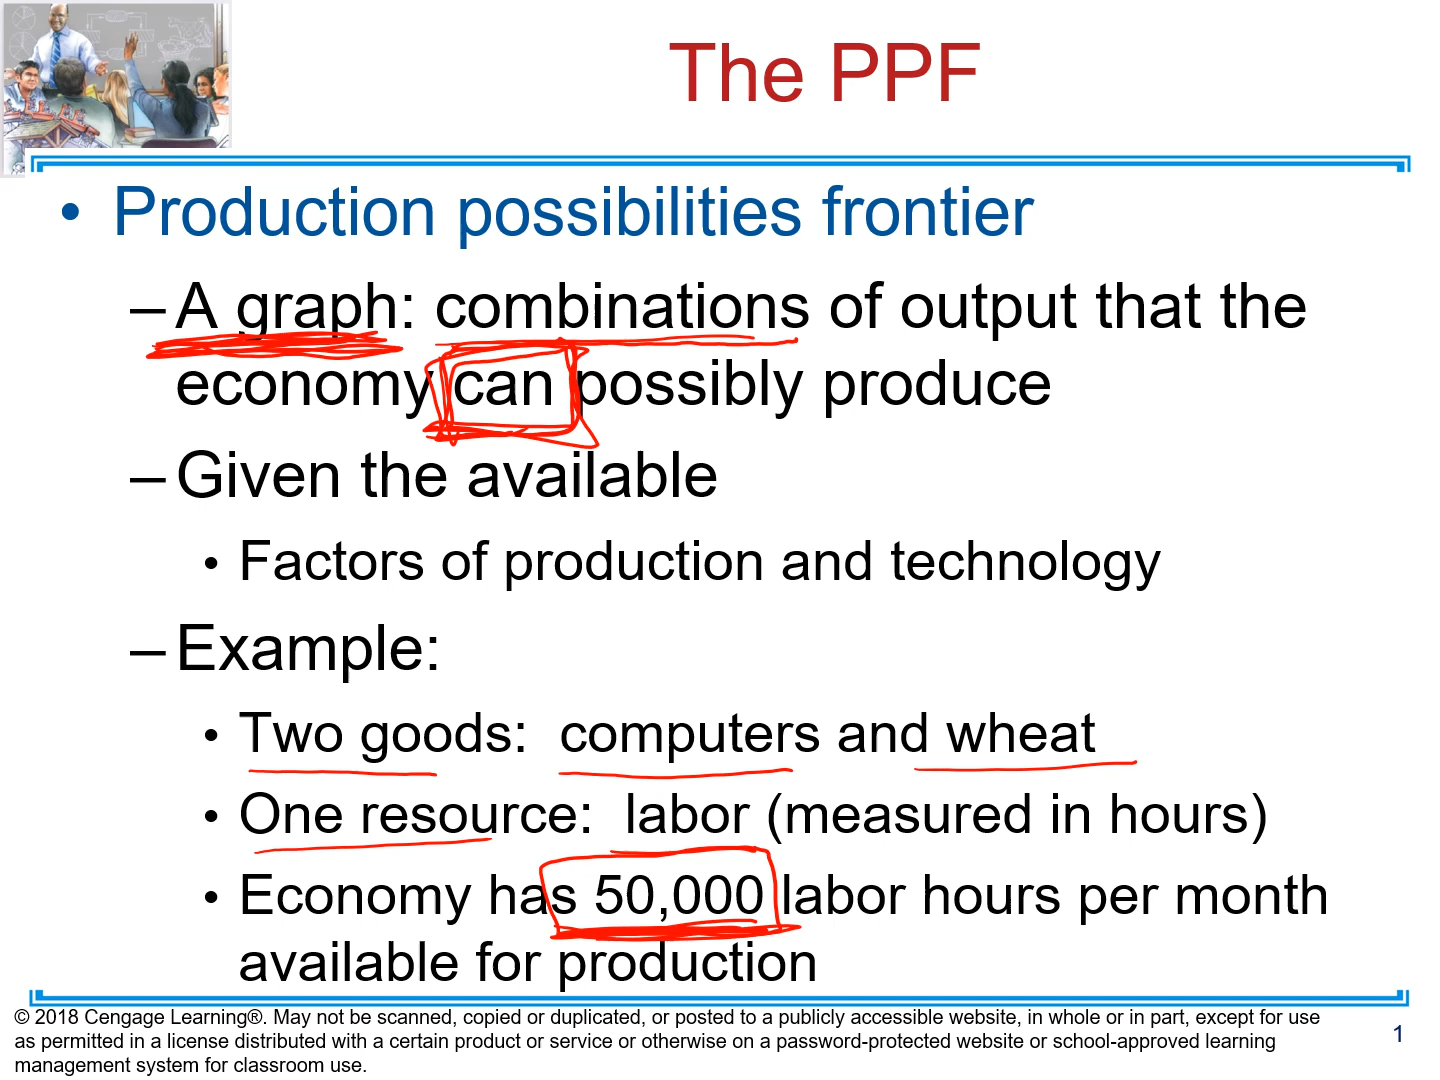 The PPF
• Production possibilities frontier
– A graph: combinations of output that the
economy can possibly produce
– Given the available
• Factors of production and technology
– Example:
• Two goods:  computers and wheat
• One resource:  labor (measured in hours)
• Economy has 50,000 labor hours per month
available for production
© 2018 Cengage Learning®. May not be scanned, copied or duplicated, or posted to a publicly accessible website, in whole or in part, except for use
as permitted in a license distributed with a certain product or service or otherwise on a password-protected website or school-approved learning
management system for classroom use.
1